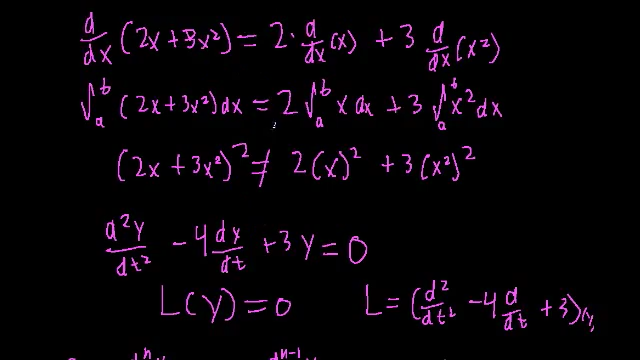 d/dx (2x + 3x²) = 2 · d/dx (x) + 3 d/dx (x²)
∫ₐᵇ (2x + 3x²) dx = 2 ∫ₐᵇ x dx + 3 ∫ₐᵇ x² dx
(2x + 3x²)² ≠ 2(x)² + 3(x²)²
d²y/dt² - 4 dy/dt + 3y = 0
L(y) = 0 L = (d²/dt² - 4 d/dt + 3)(y)